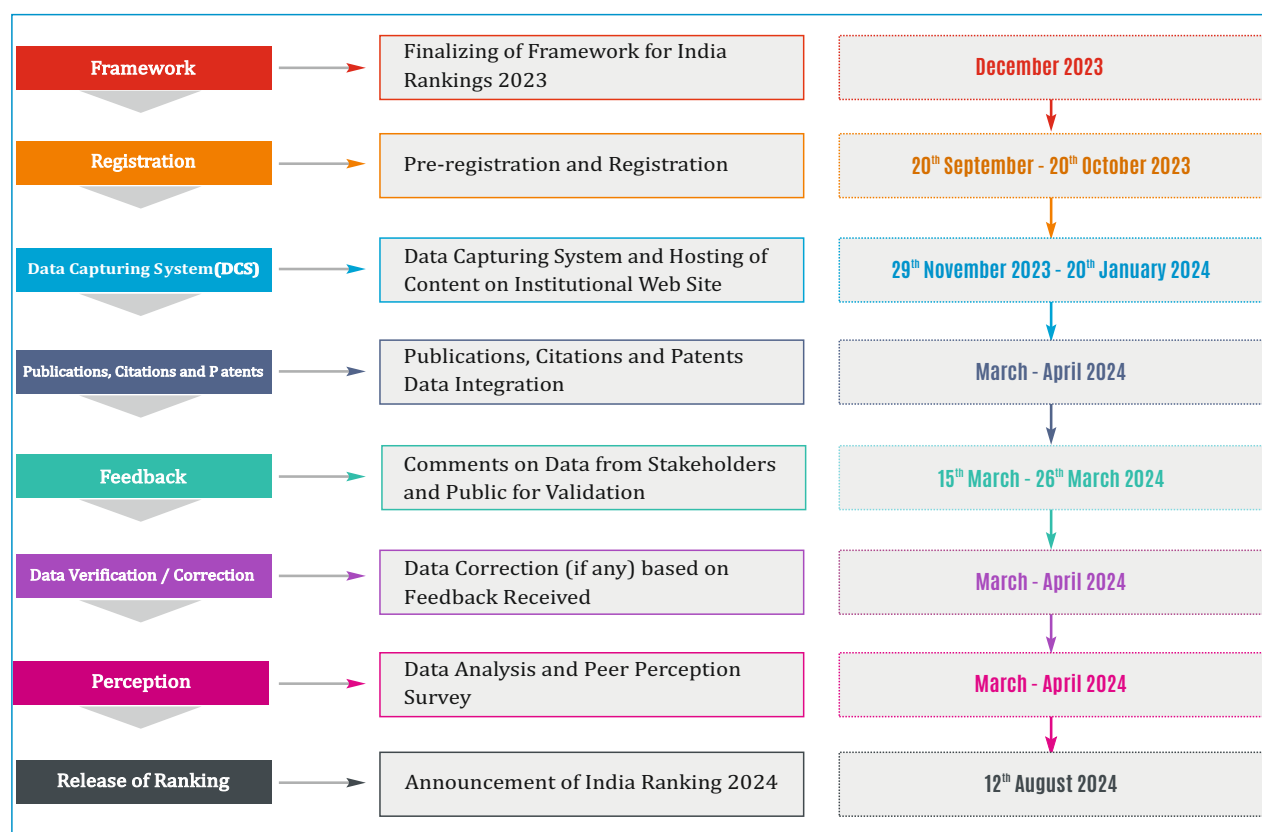 Framework
Finalizing of Framework for India
Rankings 2023
December 2023
Registration
Pre-registration and Registration
20th September - 20th October 2023
Data Capturing System(DCS)
Data Capturing System and Hosting of
Content on Institutional Web Site
29th November 2023 - 20th January 2024
Publications, Citations and Patents
Publications, Citations and Patents
Data Integration
March - April 2024
Feedback
Comments on Data from Stakeholders
and Public for Validation
15th March - 26th March 2024
Data Verification / Correction
Data Correction (if any) based on
Feedback Received
March - April 2024
Perception
Data Analysis and Peer Perception
Survey
March - April 2024
Release of Ranking
Announcement of India Ranking 2024
12th August 2024